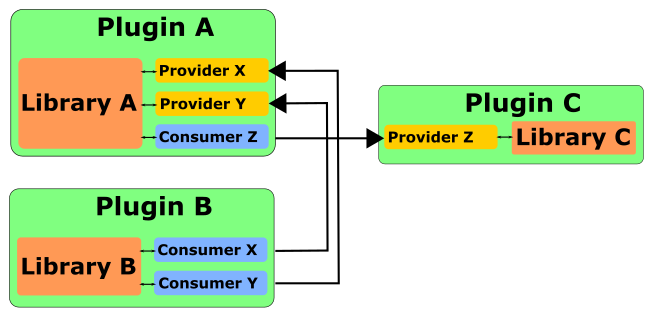 Plugin A
Library A
Provider X
Provider Y
Consumer Z
Plugin B
Library B
Consumer X
Consumer Y
Plugin C
Provider Z
Library C